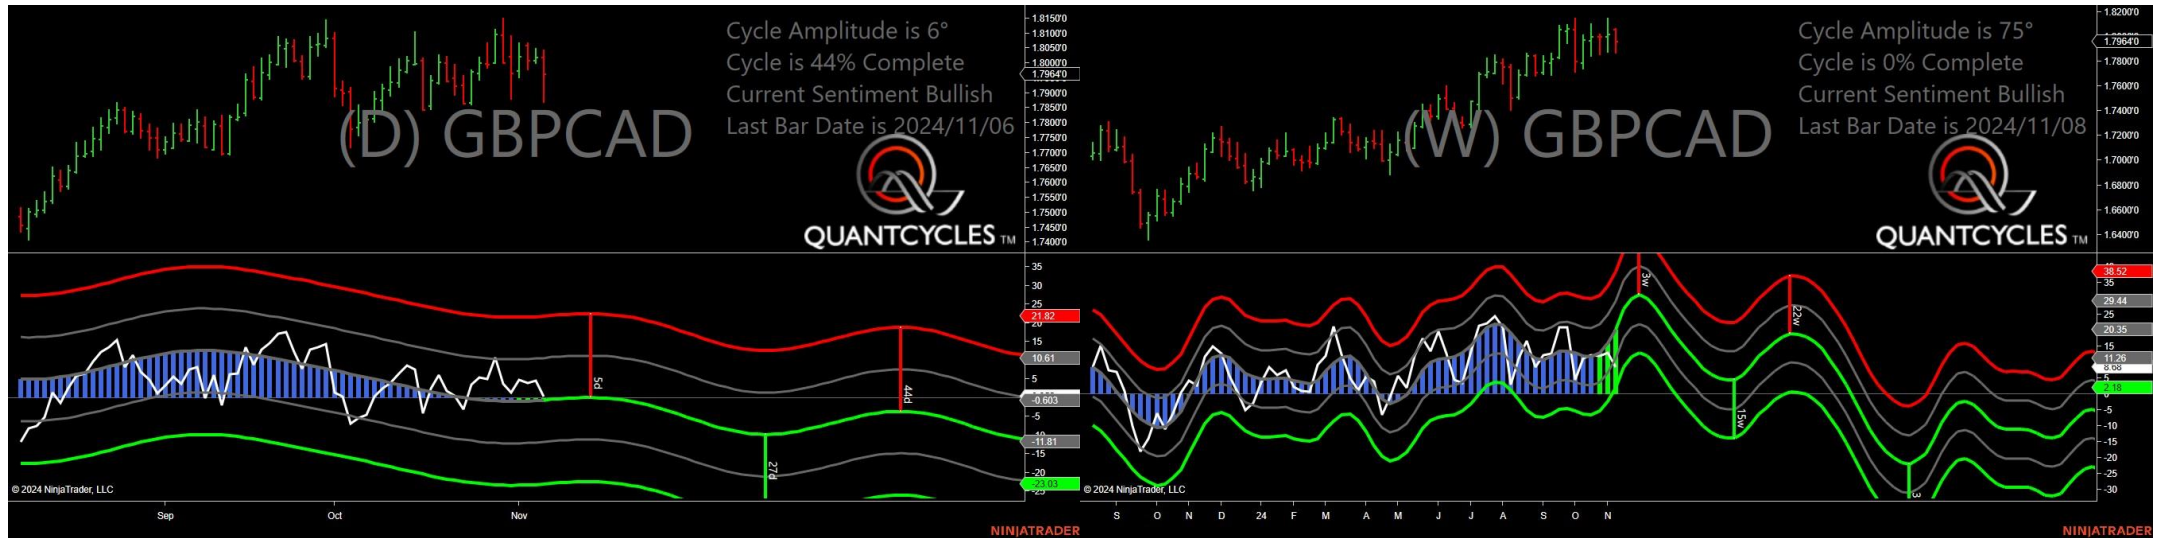 Cycle Amplitude is 6°
Cycle is 44% Complete
Current Sentiment Bullish
Last Bar Date is 2024/11/06
(D) GBPCAD
QUANTCYCLES TM
1.8150'0
1.8100'0
1.8050'0
1.8000'0
1.7964'0
1.7900'0
1.7850'0
1.7800'0
1.7750'0
1.7700'0
1.7650'0
1.7600'0
1.7550'0
1.7500'0
1.7450'0
1.7400'0
35
30
25
21.82
20
15
10.61
5
-0.603
-5
-10
-11.81
-15
-20
-23.03
-25
5d
27d
44d
© 2024 NinjaTrader, LLC
Sep
Oct
Nov
NINJATRADER
Cycle Amplitude is 75°
Cycle is 0% Complete
Current Sentiment Bullish
Last Bar Date is 2024/11/08
(W) GBPCAD
QUANTCYCLES TM
1.8200'0
1.7964'0
1.7800'0
1.7600'0
1.7400'0
1.7200'0
1.7000'0
1.6800'0
1.6600'0
1.6400'0
38.52
35
29.44
25
20.35
15
11.26
8.68
5
2.18
0
-5
-10
-15
-20
-25
-30
3w
15w
22w
3
© 2024 NinjaTrader, LLC
S
O
N
D
24
F
M
A
M
J
J
A
S
O
N
NINJATRADER